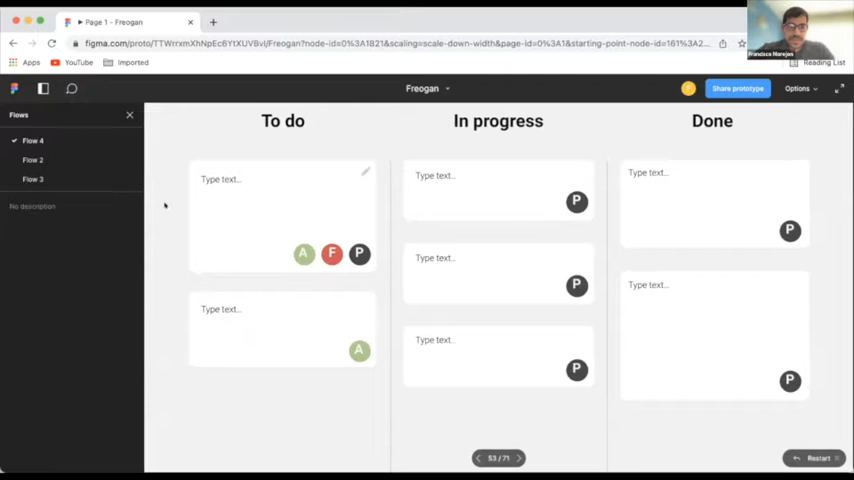 Page 1 - Freogan
figma.com/proto/TTWrrxmXhNpEc6YtXUVBvl/Freogan?node-id=0%3A1821&scaling=scale-down-width&page-id=0%3A1&starting-point-node-id=161%3A2...
Francisco Norejon
Apps
YouTube
Imported
Reading List
Freogan
F
Share prototype
Options
Flows
Flow 4
Flow 2
Flow 3
No description
To do
In progress
Done
Type text...
A
F
P
Type text...
A
Type text...
P
Type text...
P
Type text...
P
Type text...
P
Type text...
P
53 / 71
Restart